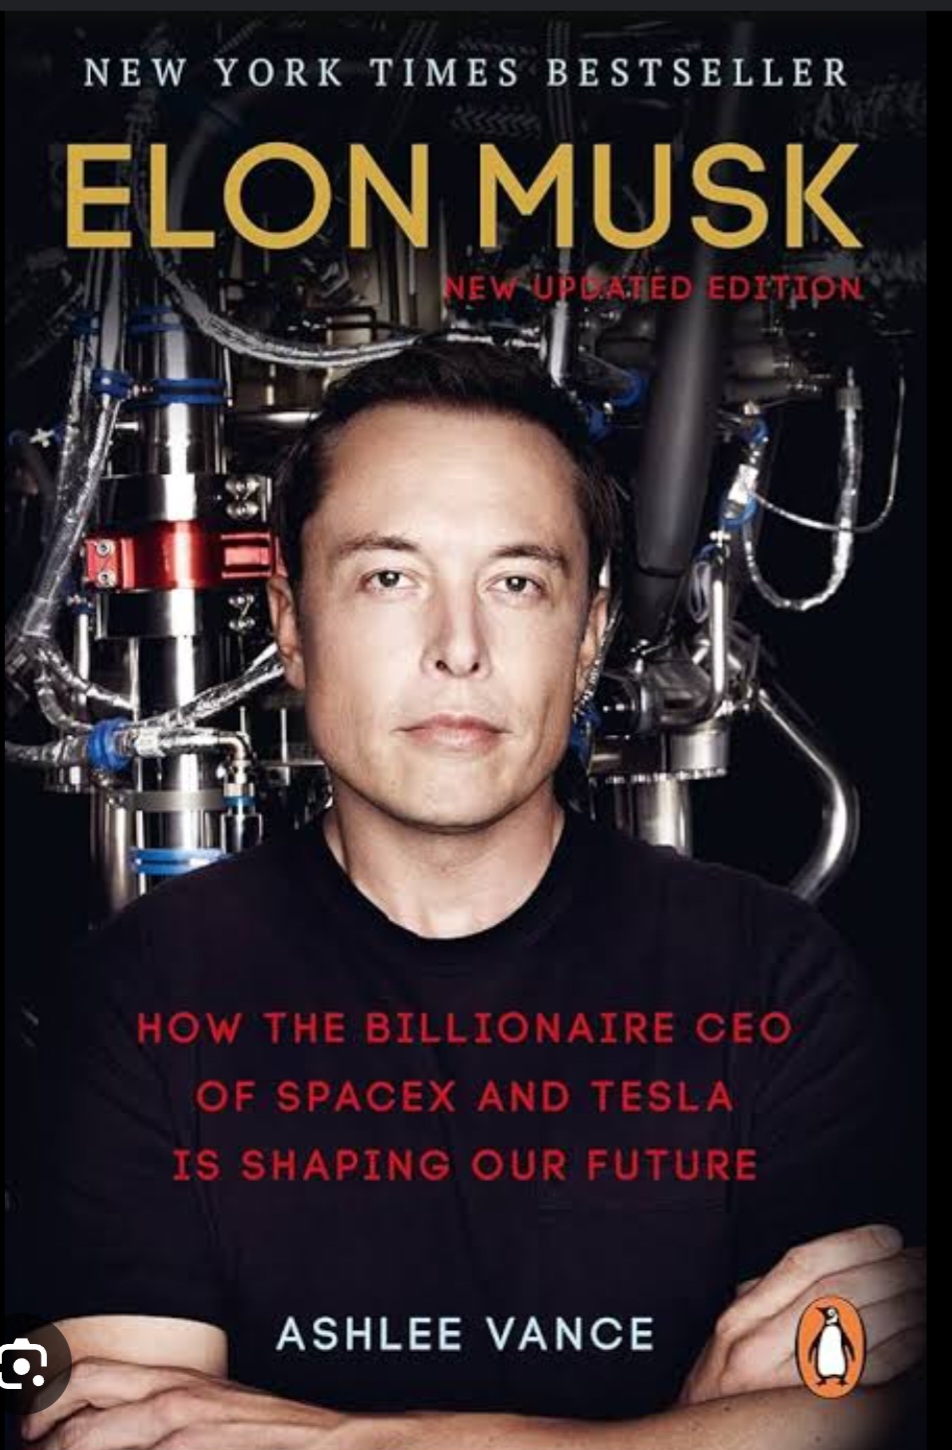 NEW YORK TIMES BESTSELLER
ELON MUSK
NEW UPDATED EDITION
HOW THE BILLIONAIRE CEO
OF SPACEX AND TESLA
IS SHAPING OUR FUTURE
ASHLEE VANCE